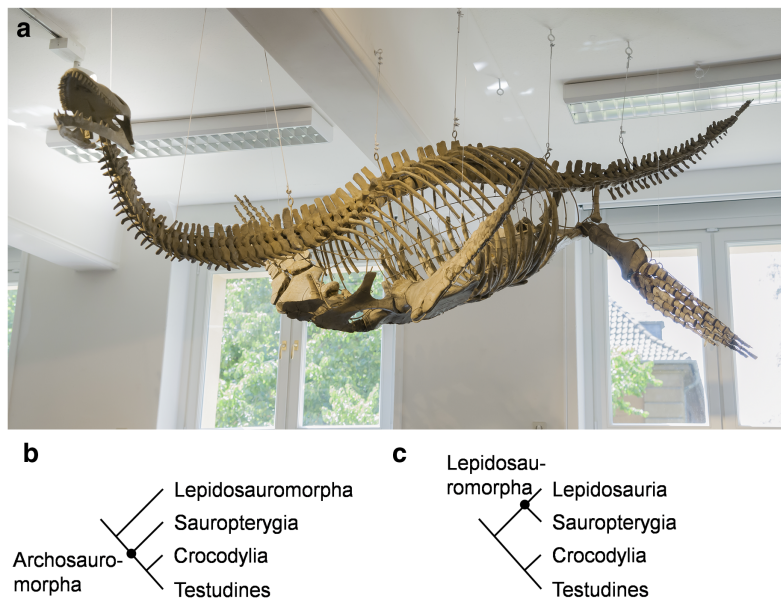 a
b
Lepidosauromorpha
Sauropterygia
Crocodylia
Testudines
Archosauro-
morpha
c
Lepidosau-
romorpha
Lepidosauria
Sauropterygia
Crocodylia
Testudines